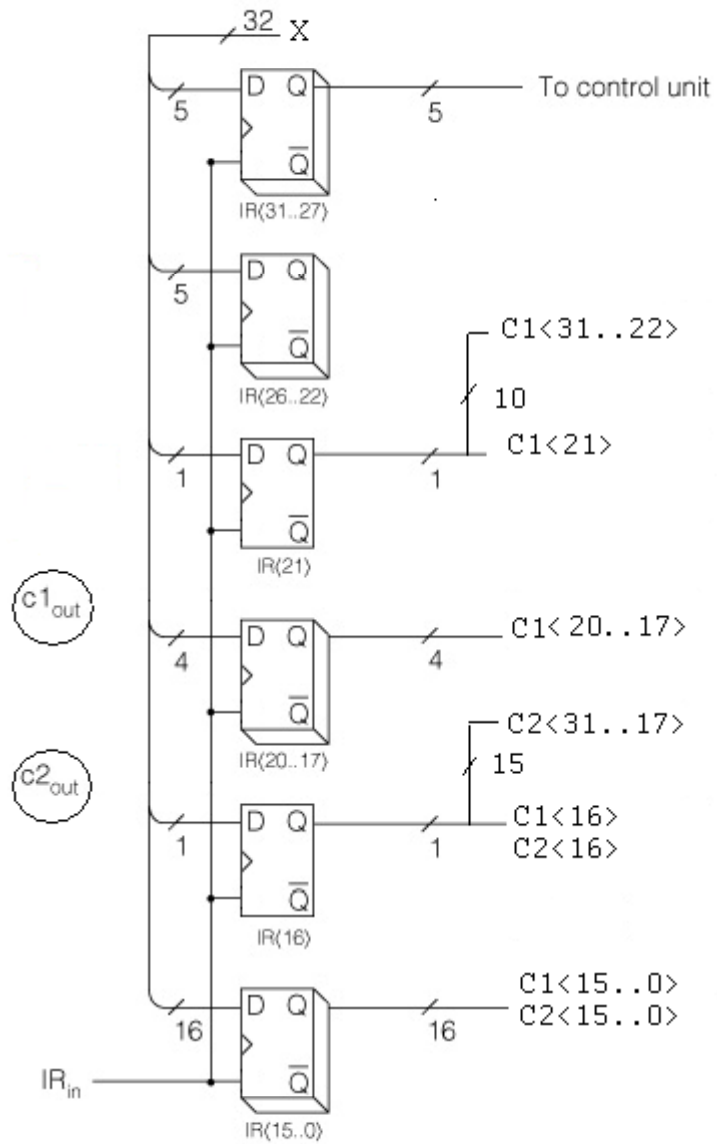 32 X
5
D Q
5
To control unit
Q
IR(31..27)
5
D Q
Q
IR(26..22)
C1<31..22>
10
1
D Q
1
C1<21>
Q
IR(21)
c1out
4
D Q
4
C1<20..17>
Q
IR(20..17)
C2<31..17>
15
c2out
1
D Q
1
C1<16>
C2<16>
Q
IR(16)
C1<15..0>
16
D Q
16
C2<15..0>
IRin
Q
IR(15..0)